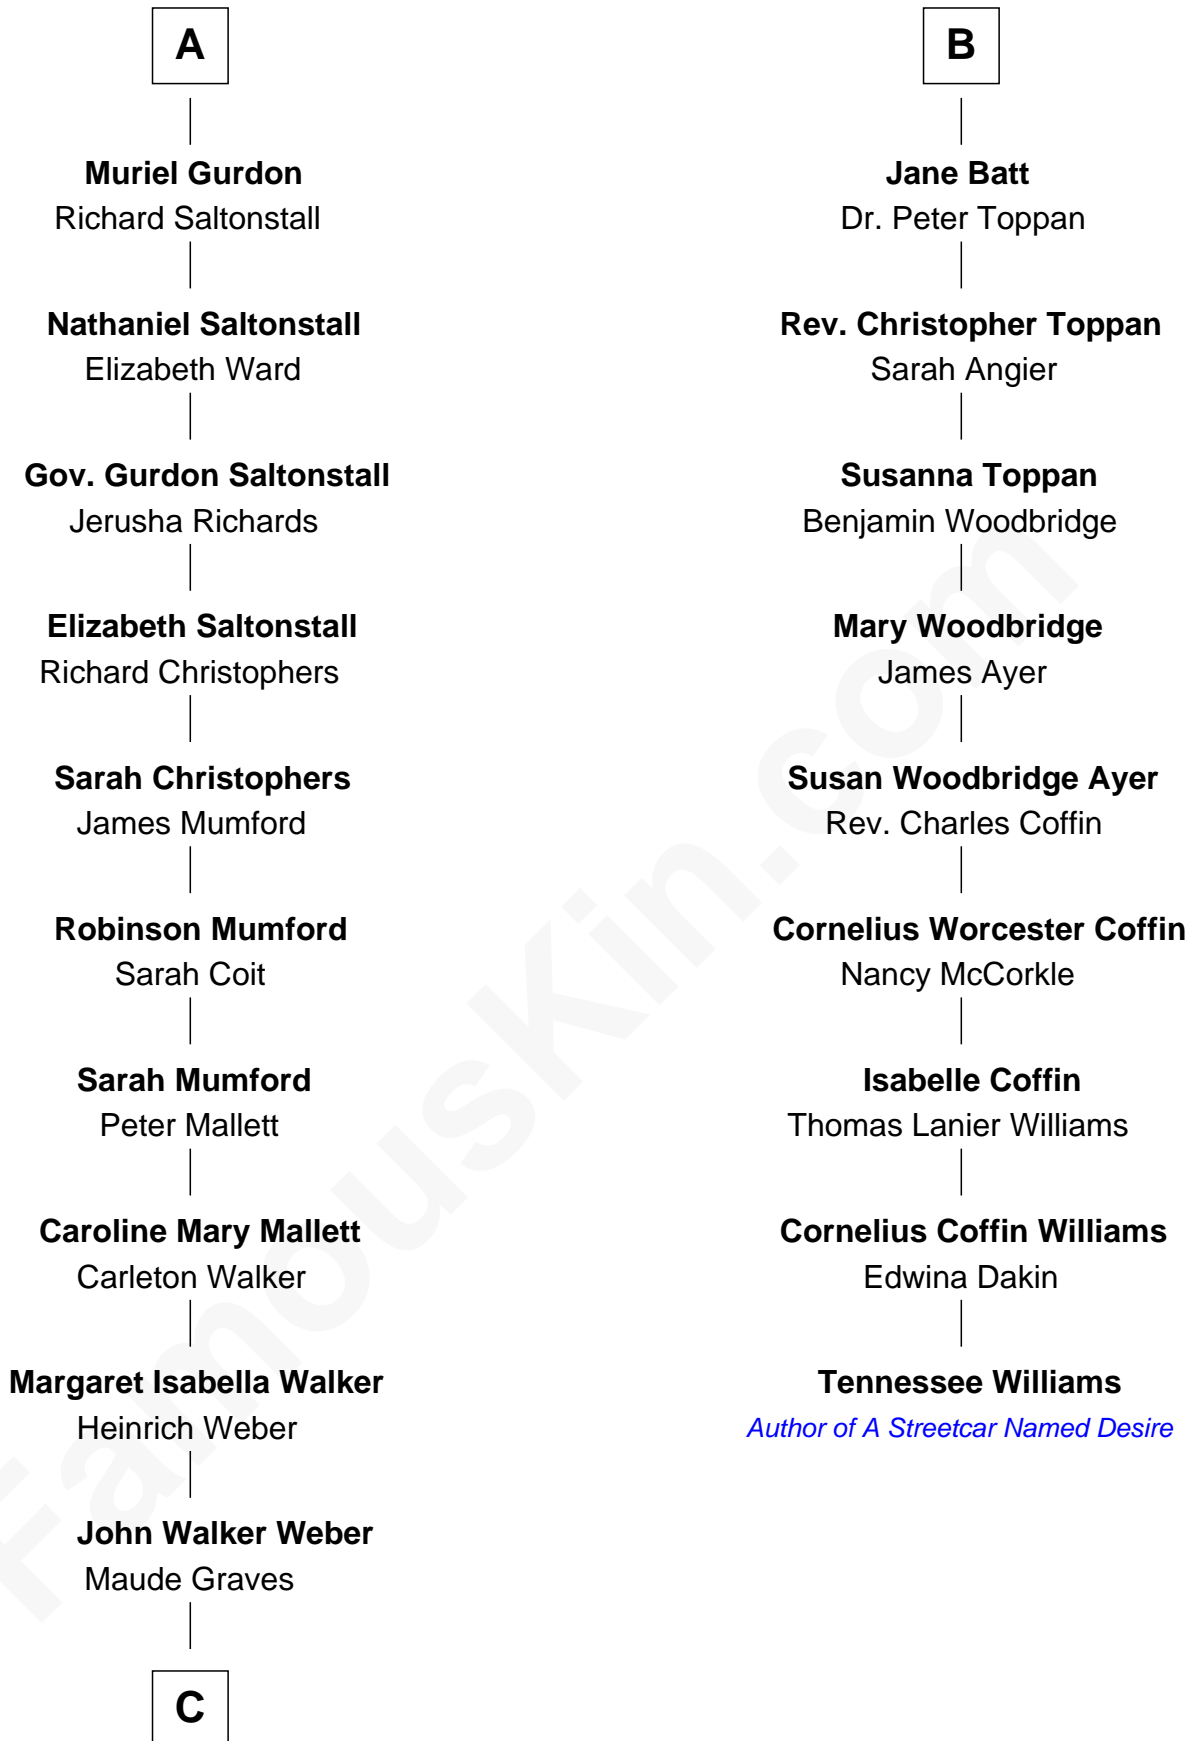 A
Muriel Gurdon
Richard Saltonstall
Nathaniel Saltonstall
Elizabeth Ward
Gov. Gurdon Saltonstall
Jerusha Richards
Elizabeth Saltonstall
Richard Christophers
Sarah Christophers
James Mumford
Robinson Mumford
Sarah Coit
Sarah Mumford
Peter Mallett
Caroline Mary Mallett
Carleton Walker
Margaret Isabella Walker
Heinrich Weber
John Walker Weber
Maude Graves
C
B
Jane Batt
Dr. Peter Toppan
Rev. Christopher Toppan
Sarah Angier
Susanna Toppan
Benjamin Woodbridge
Mary Woodbridge
James Ayer
Susan Woodbridge Ayer
Rev. Charles Coffin
Cornelius Worcester Coffin
Nancy McCorkle
Isabelle Coffin
Thomas Lanier Williams
Cornelius Coffin Williams
Edwina Dakin
Tennessee Williams
Author of A Streetcar Named Desire
FamousKin.com